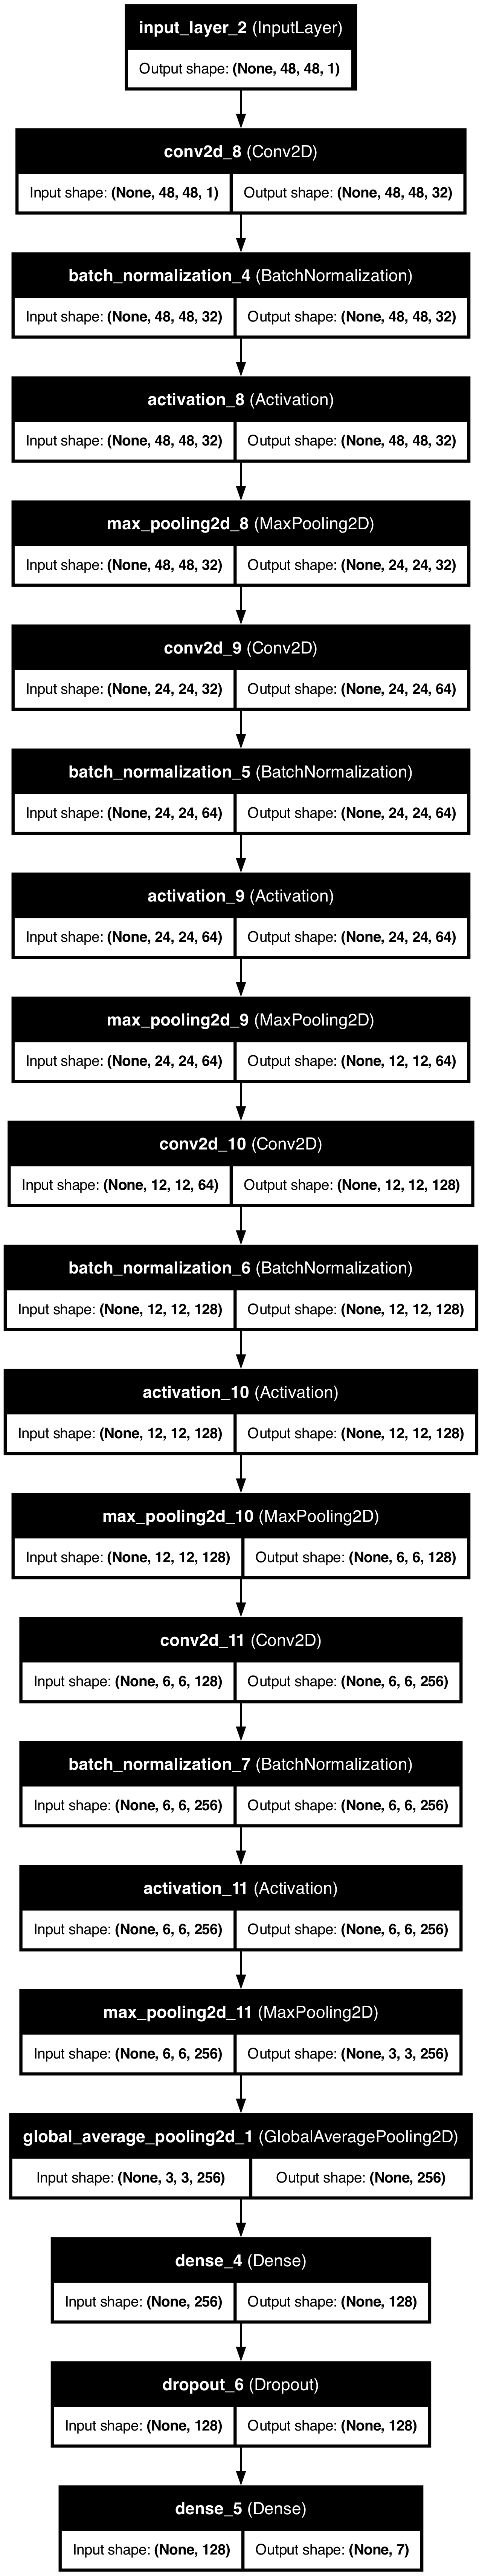 input_layer_2 (InputLayer)
Output shape: (None, 48, 48, 1)
conv2d_8 (Conv2D)
Input shape: (None, 48, 48, 1) Output shape: (None, 48, 48, 32)
batch_normalization_4 (BatchNormalization)
Input shape: (None, 48, 48, 32) Output shape: (None, 48, 48, 32)
activation_8 (Activation)
Input shape: (None, 48, 48, 32) Output shape: (None, 48, 48, 32)
max_pooling2d_8 (MaxPooling2D)
Input shape: (None, 48, 48, 32) Output shape: (None, 24, 24, 32)
conv2d_9 (Conv2D)
Input shape: (None, 24, 24, 32) Output shape: (None, 24, 24, 64)
batch_normalization_5 (BatchNormalization)
Input shape: (None, 24, 24, 64) Output shape: (None, 24, 24, 64)
activation_9 (Activation)
Input shape: (None, 24, 24, 64) Output shape: (None, 24, 24, 64)
max_pooling2d_9 (MaxPooling2D)
Input shape: (None, 24, 24, 64) Output shape: (None, 12, 12, 64)
conv2d_10 (Conv2D)
Input shape: (None, 12, 12, 64) Output shape: (None, 12, 12, 128)
batch_normalization_6 (BatchNormalization)
Input shape: (None, 12, 12, 128) Output shape: (None, 12, 12, 128)
activation_10 (Activation)
Input shape: (None, 12, 12, 128) Output shape: (None, 12, 12, 128)
max_pooling2d_10 (MaxPooling2D)
Input shape: (None, 12, 12, 128) Output shape: (None, 6, 6, 128)
conv2d_11 (Conv2D)
Input shape: (None, 6, 6, 128) Output shape: (None, 6, 6, 256)
batch_normalization_7 (BatchNormalization)
Input shape: (None, 6, 6, 256) Output shape: (None, 6, 6, 256)
activation_11 (Activation)
Input shape: (None, 6, 6, 256) Output shape: (None, 6, 6, 256)
max_pooling2d_11 (MaxPooling2D)
Input shape: (None, 6, 6, 256) Output shape: (None, 3, 3, 256)
global_average_pooling2d_1 (GlobalAveragePooling2D)
Input shape: (None, 3, 3, 256) Output shape: (None, 256)
dense_4 (Dense)
Input shape: (None, 256) Output shape: (None, 128)
dropout_6 (Dropout)
Input shape: (None, 128) Output shape: (None, 128)
dense_5 (Dense)
Input shape: (None, 128) Output shape: (None, 7)